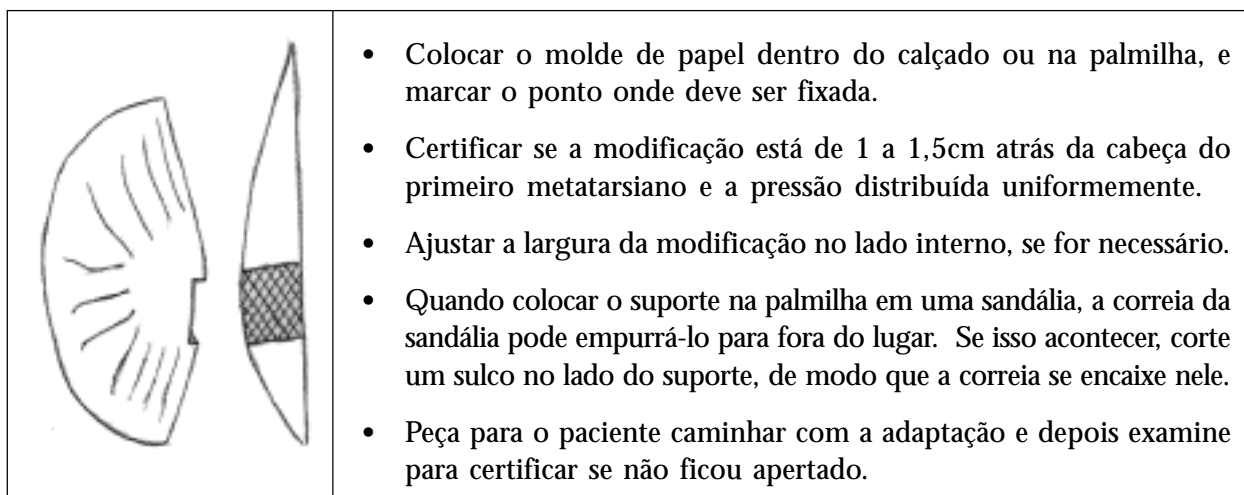 • Colocar o molde de papel dentro do calçado ou na palmilha, e
marcar o ponto onde deve ser fixada.
• Certificar se a modificação está de 1 a 1,5cm atrás da cabeça do
primeiro metatarsiano e a pressão distribuída uniformemente.
• Ajustar a largura da modificação no lado interno, se for necessário.
• Quando colocar o suporte na palmilha em uma sandália, a correia da
sandália pode empurrá-lo para fora do lugar. Se isso acontecer, corte
um sulco no lado do suporte, de modo que a correia se encaixe nele.
• Peça para o paciente caminhar com a adaptação e depois examine
para certificar se não ficou apertado.